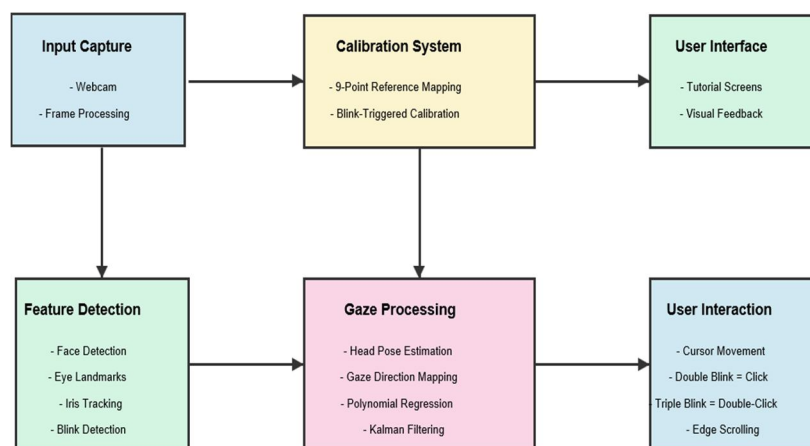 Input Capture
- Webcam
- Frame Processing
Calibration System
- 9-Point Reference Mapping
- Blink-Triggered Calibration
User Interface
- Tutorial Screens
- Visual Feedback
Feature Detection
- Face Detection
- Eye Landmarks
- Iris Tracking
- Blink Detection
Gaze Processing
- Head Pose Estimation
- Gaze Direction Mapping
- Polynomial Regression
- Kalman Filtering
User Interaction
- Cursor Movement
- Double Blink = Click
- Triple Blink = Double-Click
- Edge Scrolling